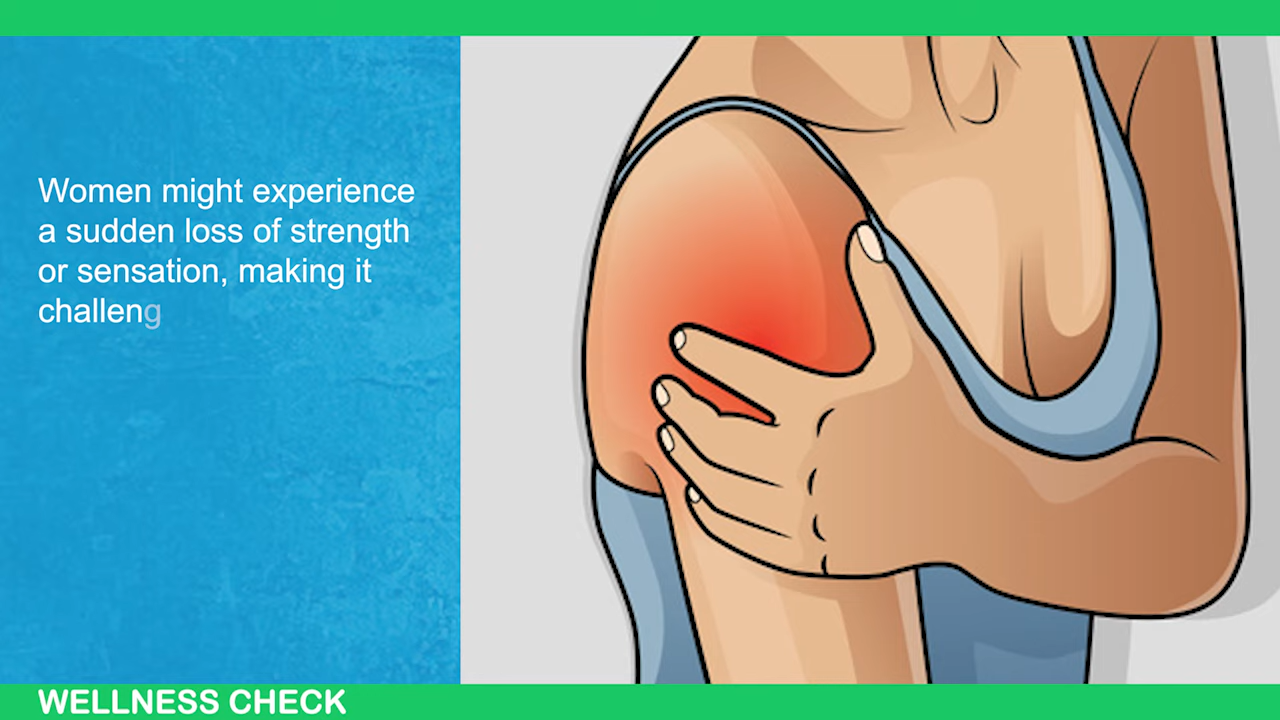 Women might experience
a sudden loss of strength
or sensation, making it
challeng
WELLNESS CHECK